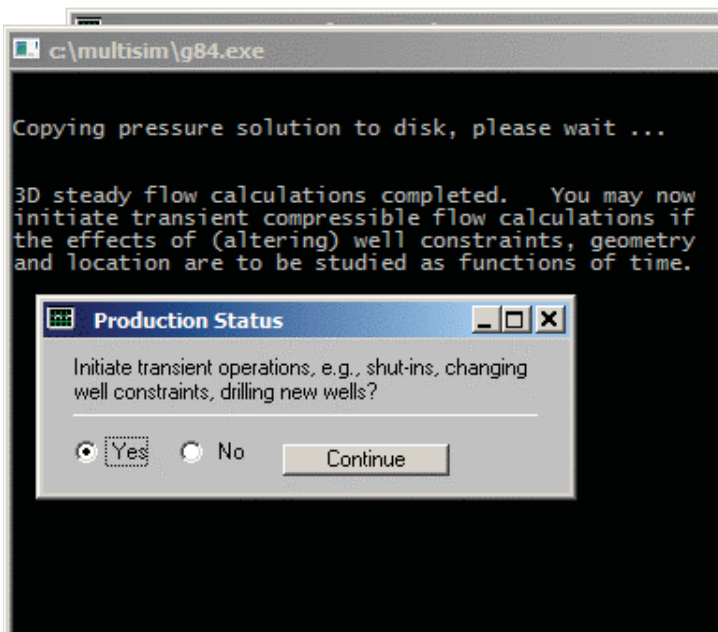 c:\multisim\g84.exe
Copying pressure solution to disk, please wait ...
3D steady flow calculations completed.   You may now
initiate transient compressible flow calculations if
the effects of (altering) well constraints, geometry
and location are to be studied as functions of time.
Production Status
Initiate transient operations, e.g., shut-ins, changing
well constraints, drilling new wells?
Yes No Continue